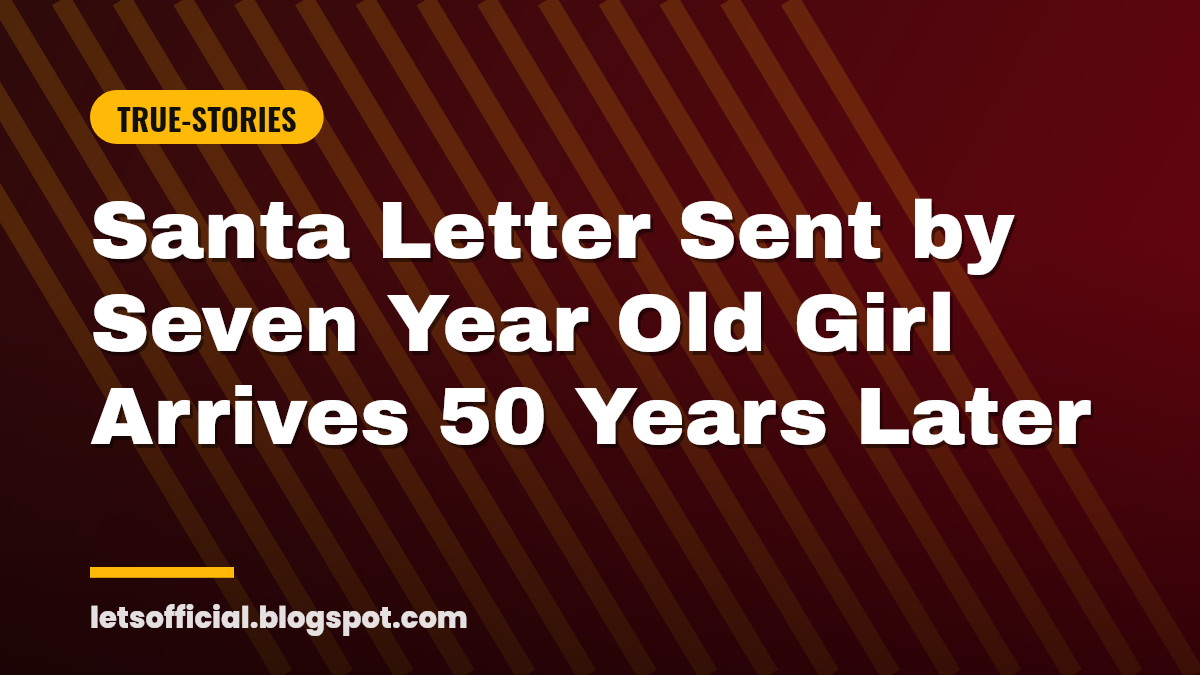 TRUE-STORIES
Santa Letter Sent by
Seven Year Old Girl
Arrives 50 Years Later
letsofficial.blogspot.com